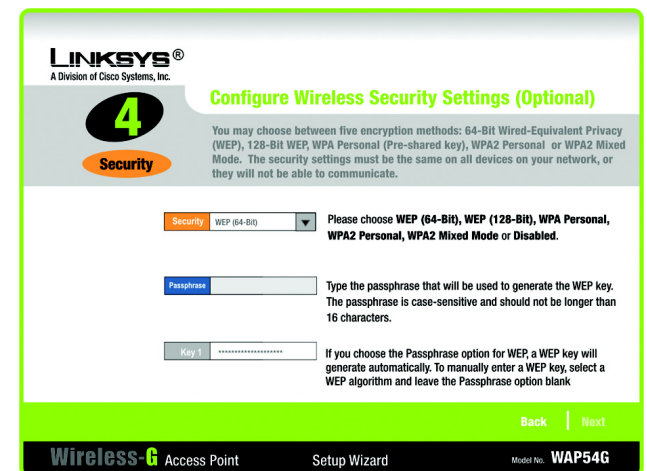 LINKSYS®
A Division of Cisco Systems, Inc.
4
Security
Configure Wireless Security Settings (Optional)
You may choose between five encryption methods: 64-Bit Wired-Equivalent Privacy
(WEP), 128-Bit WEP, WPA Personal (Pre-shared key), WPA2 Personal or WPA2 Mixed
Mode. The security settings must be the same on all devices on your network, or
they will not be able to communicate.
Security WEP (64-Bit)
Please choose WEP (64-Bit), WEP (128-Bit), WPA Personal,
WPA2 Personal, WPA2 Mixed Mode or Disabled.
Passphrase
Type the passphrase that will be used to generate the WEP key.
The passphrase is case-sensitive and should not be longer than
16 characters.
Key 1 ********************
If you choose the Passphrase option for WEP, a WEP key will
generate automatically. To manually enter a WEP key, select a
WEP algorithm and leave the Passphrase option blank
Back Next
Wireless-G Access Point Setup Wizard Model No. WAP54G